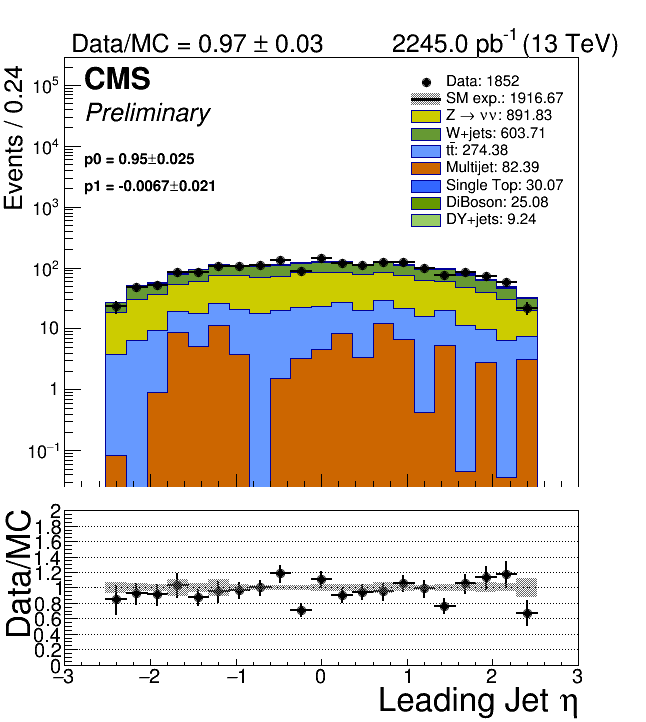 Data/MC = 0.97 ± 0.03 2245.0 pb⁻¹ (13 TeV)
CMS
Preliminary
p0 = 0.95±0.025
p1 = -0.0067±0.021
Data: 1852
SM exp.: 1916.67
Z → νν: 891.83
W+jets: 603.71
tt̄: 274.38
Multijet: 82.39
Single Top: 30.07
DiBoson: 25.08
DY+jets: 9.24
Events / 0.24
10⁵
10⁴
10³
10²
10
1
10⁻¹
Data/MC
2
1.8
1.6
1.4
1.2
1
0.8
0.6
0.4
0.2
0
−3 −2 −1 0 1 2 3
Leading Jet η